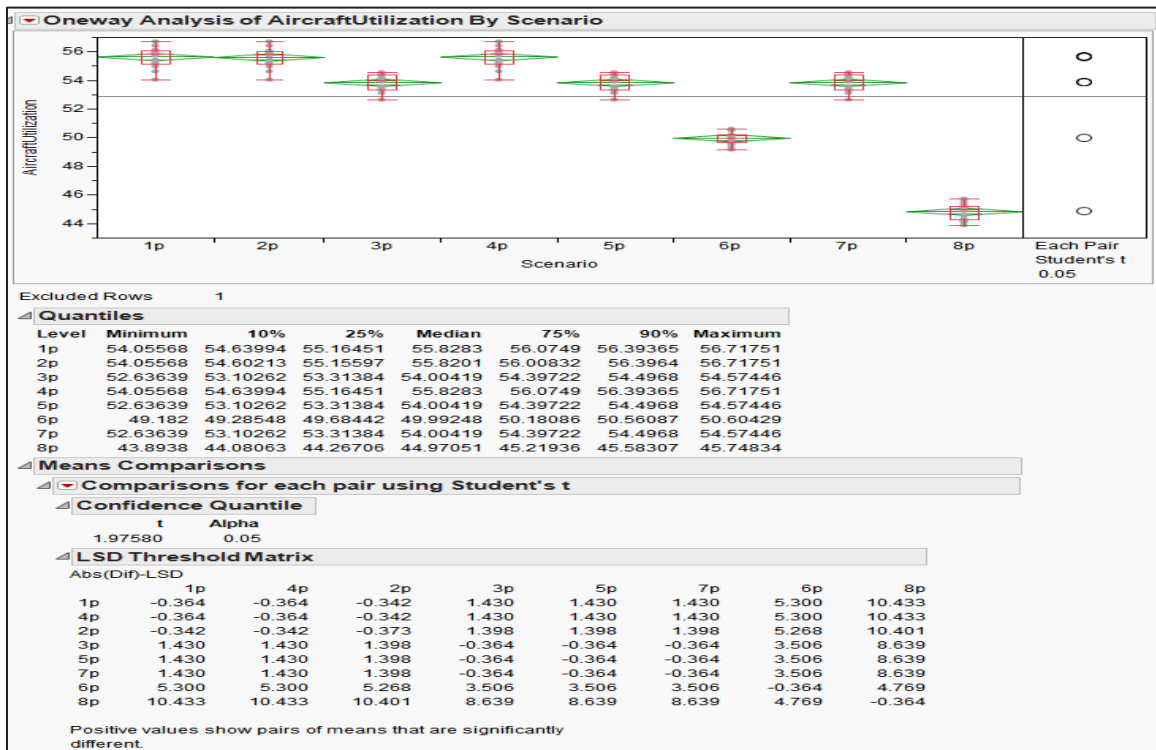 Oneway Analysis of AircraftUtilization By Scenario
AircraftUtilization
56
54
52
50
48
46
44
1p 2p 3p 4p 5p 6p 7p 8p
Scenario
Each Pair
Student's t
0.05
Excluded Rows 1
Quantiles
Level Minimum 10% 25% Median 75% 90% Maximum
1p 54.05568 54.63994 55.16451 55.8283 56.0749 56.39365 56.71751
2p 54.05568 54.60213 55.15597 55.8201 56.00832 56.3964 56.71751
3p 52.63639 53.10262 53.31384 54.00419 54.39722 54.4968 54.57446
4p 54.05568 54.63994 55.16451 55.8283 56.0749 56.39365 56.71751
5p 52.63639 53.10262 53.31384 54.00419 54.39722 54.4968 54.57446
6p 49.182 49.28548 49.68442 49.99248 50.18086 50.56087 50.60429
7p 52.63639 53.10262 53.31384 54.00419 54.39722 54.4968 54.57446
8p 43.8938 44.08063 44.26706 44.97051 45.21936 45.58307 45.74834
Means Comparisons
Comparisons for each pair using Student's t
Confidence Quantile
t Alpha
1.97580 0.05
LSD Threshold Matrix
Abs(Dif)-LSD
1p 4p 2p 3p 5p 7p 6p 8p
1p -0.364 -0.364 -0.342 1.430 1.430 1.430 5.300 10.433
4p -0.364 -0.364 -0.342 1.430 1.430 1.430 5.300 10.433
2p -0.342 -0.342 -0.373 1.398 1.398 1.398 5.268 10.401
3p 1.430 1.430 1.398 -0.364 -0.364 -0.364 3.506 8.639
5p 1.430 1.430 1.398 -0.364 -0.364 -0.364 3.506 8.639
7p 1.430 1.430 1.398 -0.364 -0.364 -0.364 3.506 8.639
6p 5.300 5.300 5.268 3.506 3.506 3.506 -0.364 4.769
8p 10.433 10.433 10.401 8.639 8.639 8.639 4.769 -0.364
Positive values show pairs of means that are significantly
different.